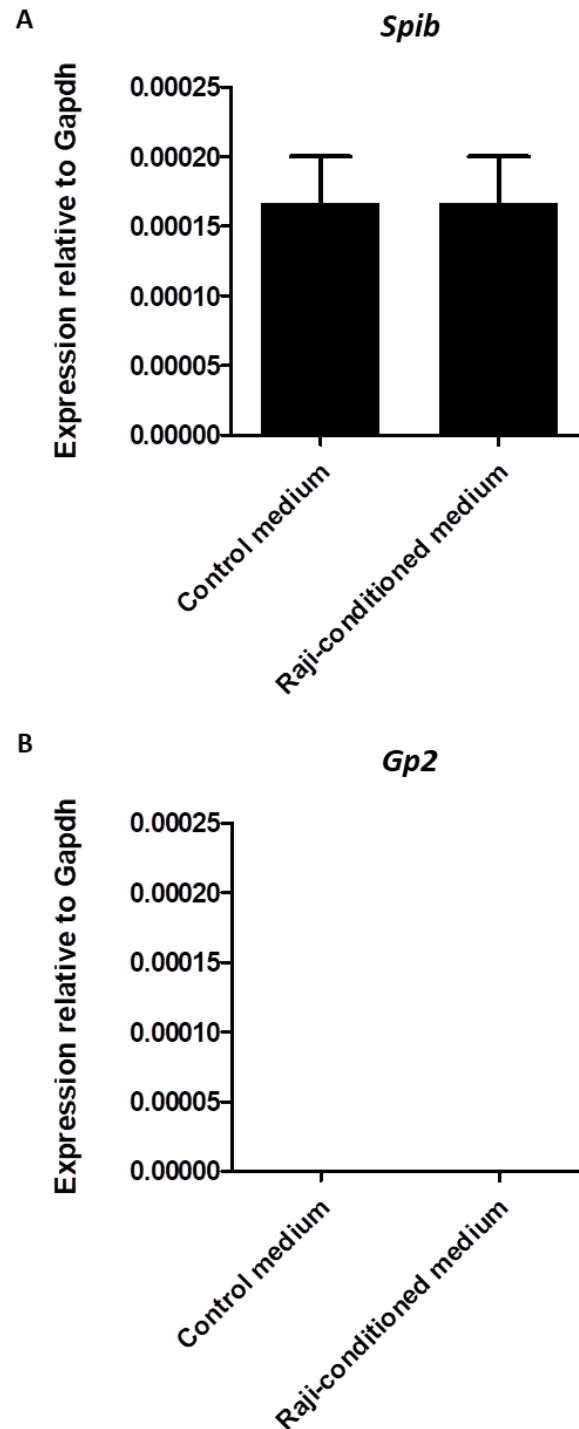 A
Spib
Expression relative to Gapdh
0.00025
0.00020
0.00015
0.00010
0.00005
0.00000
Control medium
Raji-conditioned medium
B
Gp2
Expression relative to Gapdh
0.00025
0.00020
0.00015
0.00010
0.00005
0.00000
Control medium
Raji-conditioned medium